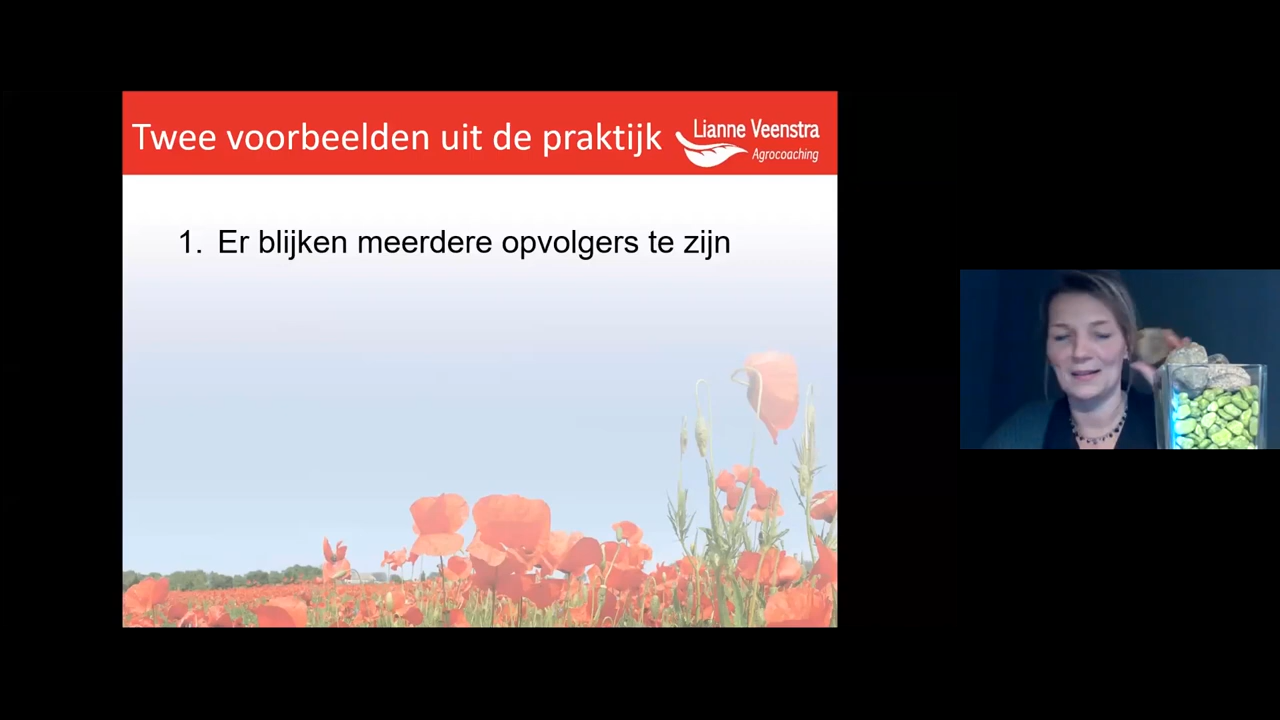 Twee voorbeelden uit de praktijk
Lianne Veenstra
Agrocoaching
1. Er blijken meerdere opvolgers te zijn